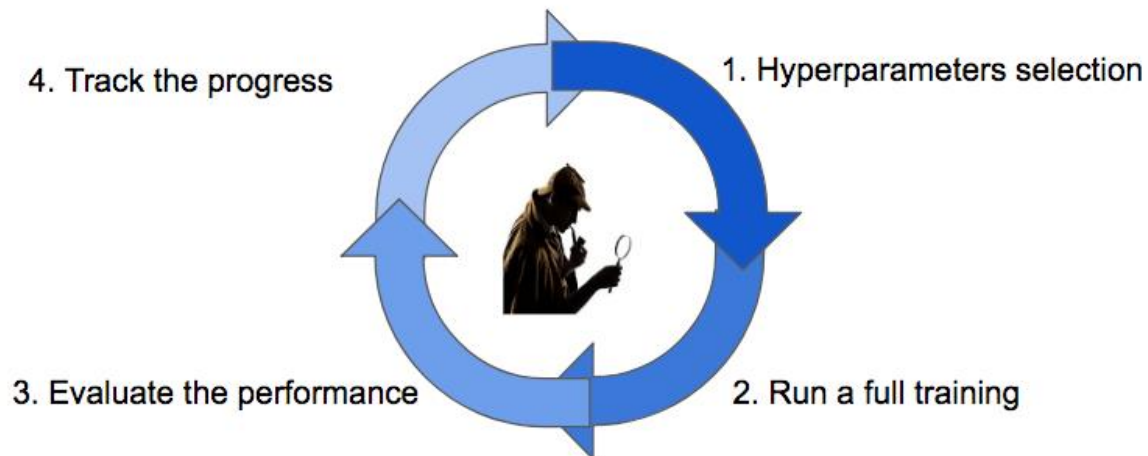 4. Track the progress
1. Hyperparameters selection
3. Evaluate the performance
2. Run a full training